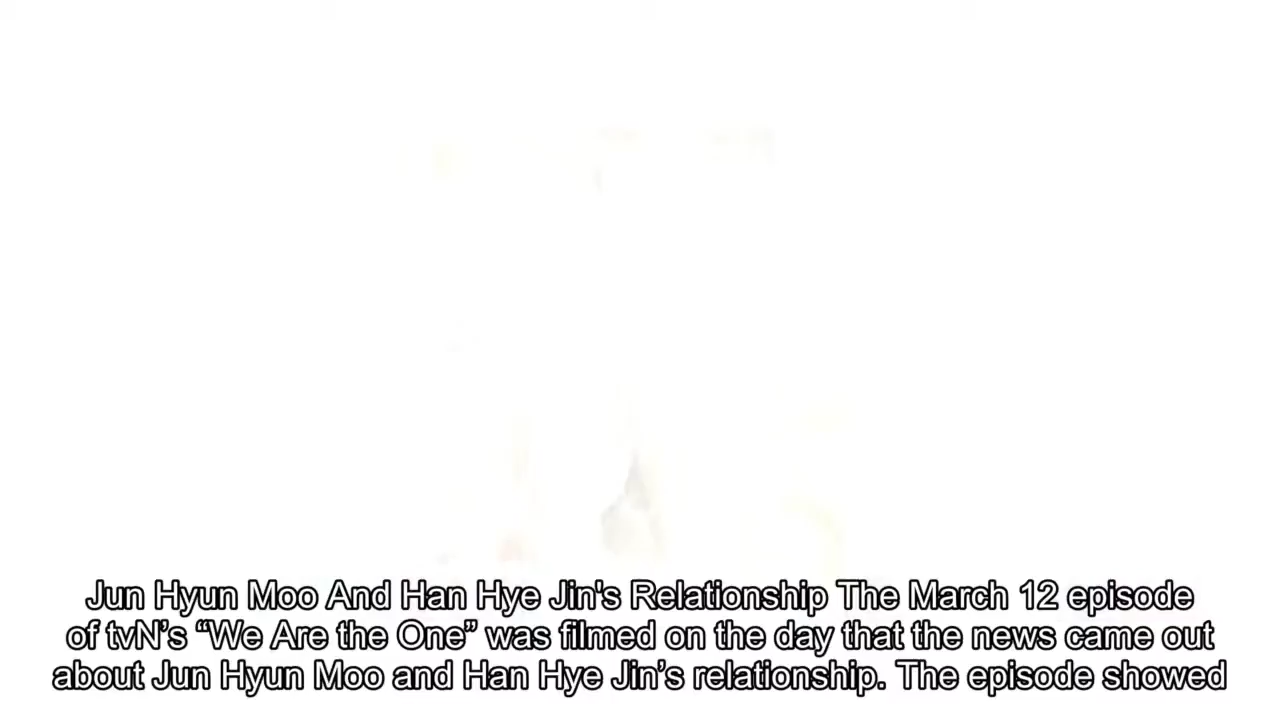 Jun Hyun Moo And Han Hye Jin's Relationship The March 12 episode
of tvN’s “We Are the One” was filmed on the day that the news came out
about Jun Hyun Moo and Han Hye Jin’s relationship. The episode showed